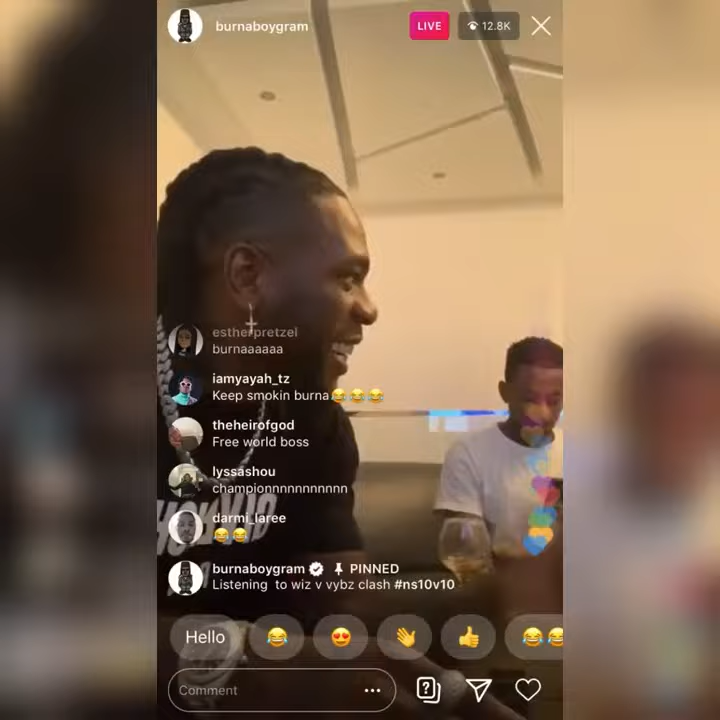 burnaboygram
LIVE
12.8K
estherpretzel
burnaaaaaa
iamyayah_tz
Keep smokin burna😂😂😂
theheirofgod
Free world boss
lyssashou
championnnnnnnnnnn
darmi_laree
😂😂
burnaboygram PINNED
Listening to wiz v vybz clash #ns10v10
Hello 😂 😍 👋 👍 😂😂
Comment